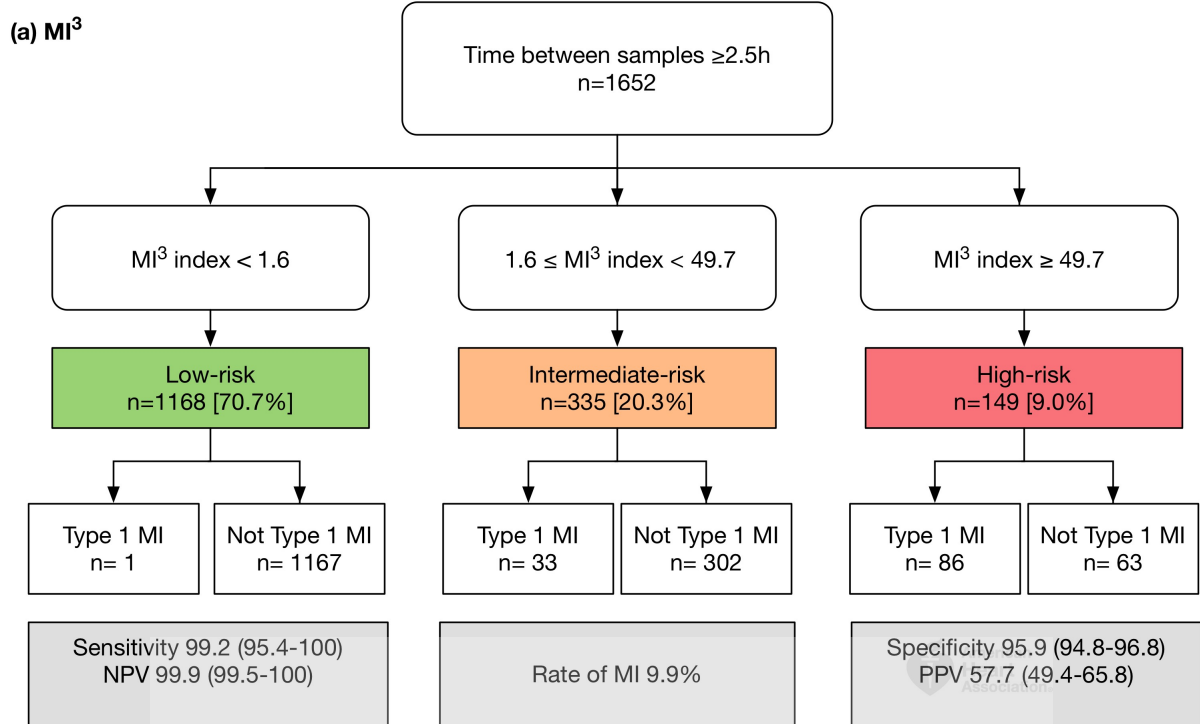 (a) MI³
Time between samples ≥2.5h
n=1652
MI³ index < 1.6
1.6 ≤ MI³ index < 49.7
MI³ index ≥ 49.7
Low-risk
n=1168 [70.7%]
Intermediate-risk
n=335 [20.3%]
High-risk
n=149 [9.0%]
Type 1 MI
n= 1
Not Type 1 MI
n= 1167
Type 1 MI
n= 33
Not Type 1 MI
n= 302
Type 1 MI
n= 86
Not Type 1 MI
n= 63
Sensitivity 99.2 (95.4-100)
NPV 99.9 (99.5-100)
Rate of MI 9.9%
Specificity 95.9 (94.8-96.8)
PPV 57.7 (49.4-65.8)
Association